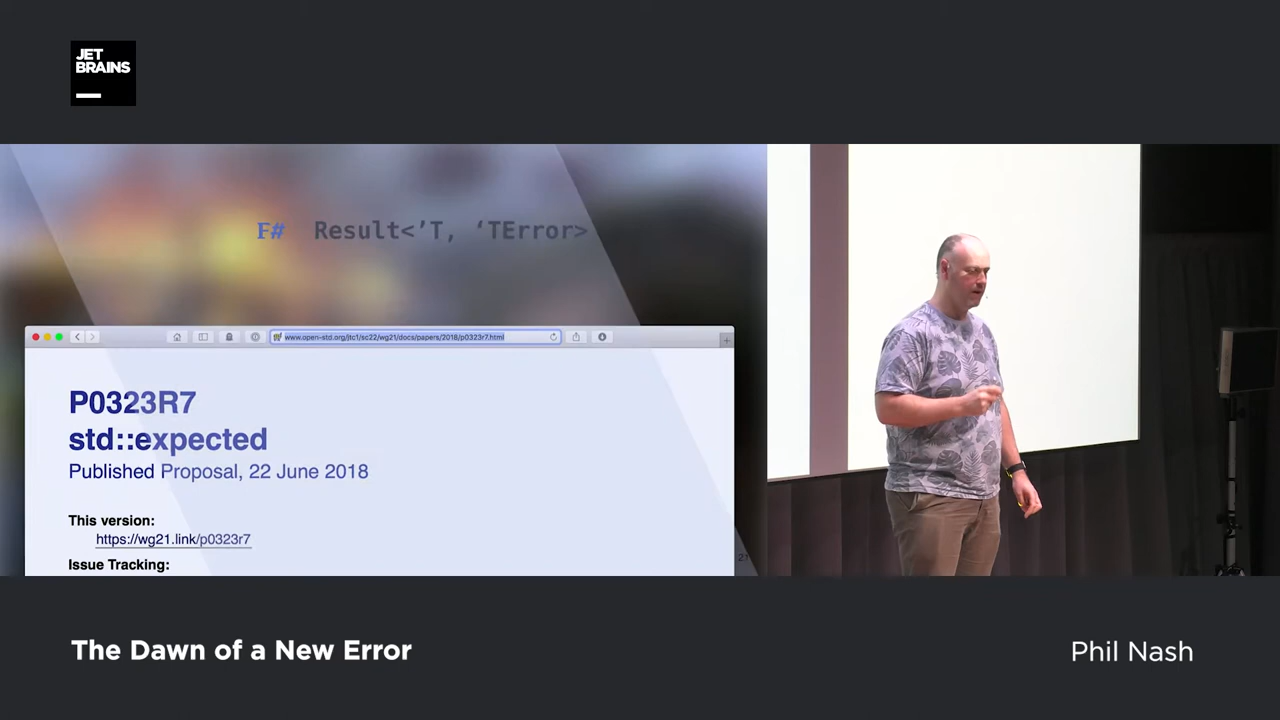 JET
BRAINS
F# Result<’T, ‘TError>
www.open-std.org/jtc1/sc22/wg21/docs/papers/2018/p0323r7.html
P0323R7
std::expected
Published Proposal, 22 June 2018
This version:
https://wg21.link/p0323r7
Issue Tracking:
21
The Dawn of a New Error
Phil Nash